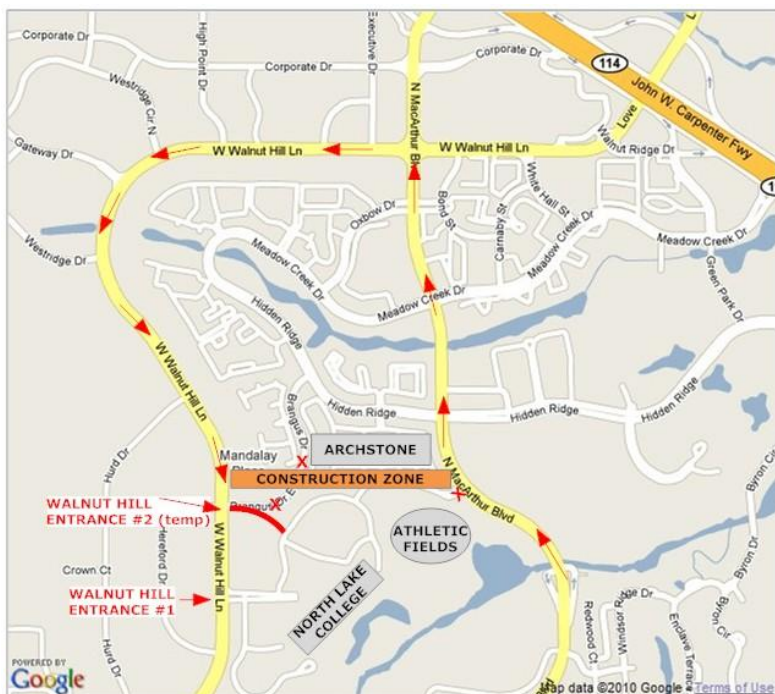 Corporate Dr
High Point Dr
Executive Dr
Corporate Dr
Corporate Dr
114
John W. Carpenter Fwy
Love
Westridge Cir N
N MacArthur Blvd
Gateway Dr
W Walnut Hill Ln
W Walnut Hill Ln
Walnut Ridge Dr
White Hall St
Bond St
Carnaby St
Oxbow Dr
Meadow Creek Dr
Meadow Creek Dr
Meadow Creek Dr
Meadow Creek Dr
Westridge Dr
Green Park Dr
Hidden Ridge
W Walnut Hill Ln
Brangus Dr
Hidden Ridge
Hidden Ridge
Hurd Dr
Mandalay
ARCHSTONE
X
CONSTRUCTION ZONE
N MacArthur Blvd
X
Byron Cir
WALNUT HILL
ENTRANCE #2 (temp)
Brangus Dr E
X
ATHLETIC
FIELDS
W Walnut Hill Ln
Hereford Dr
Byron Dr
Crown Ct
WALNUT HILL
ENTRANCE #1
NORTH LAKE
COLLEGE
Hurd Dr
Redwood Ct
Windsor Ridge Dr
Enclave Terrace
Byron Cir
POWERED BY
Google
Map data ©2010 Google - Terms of Use